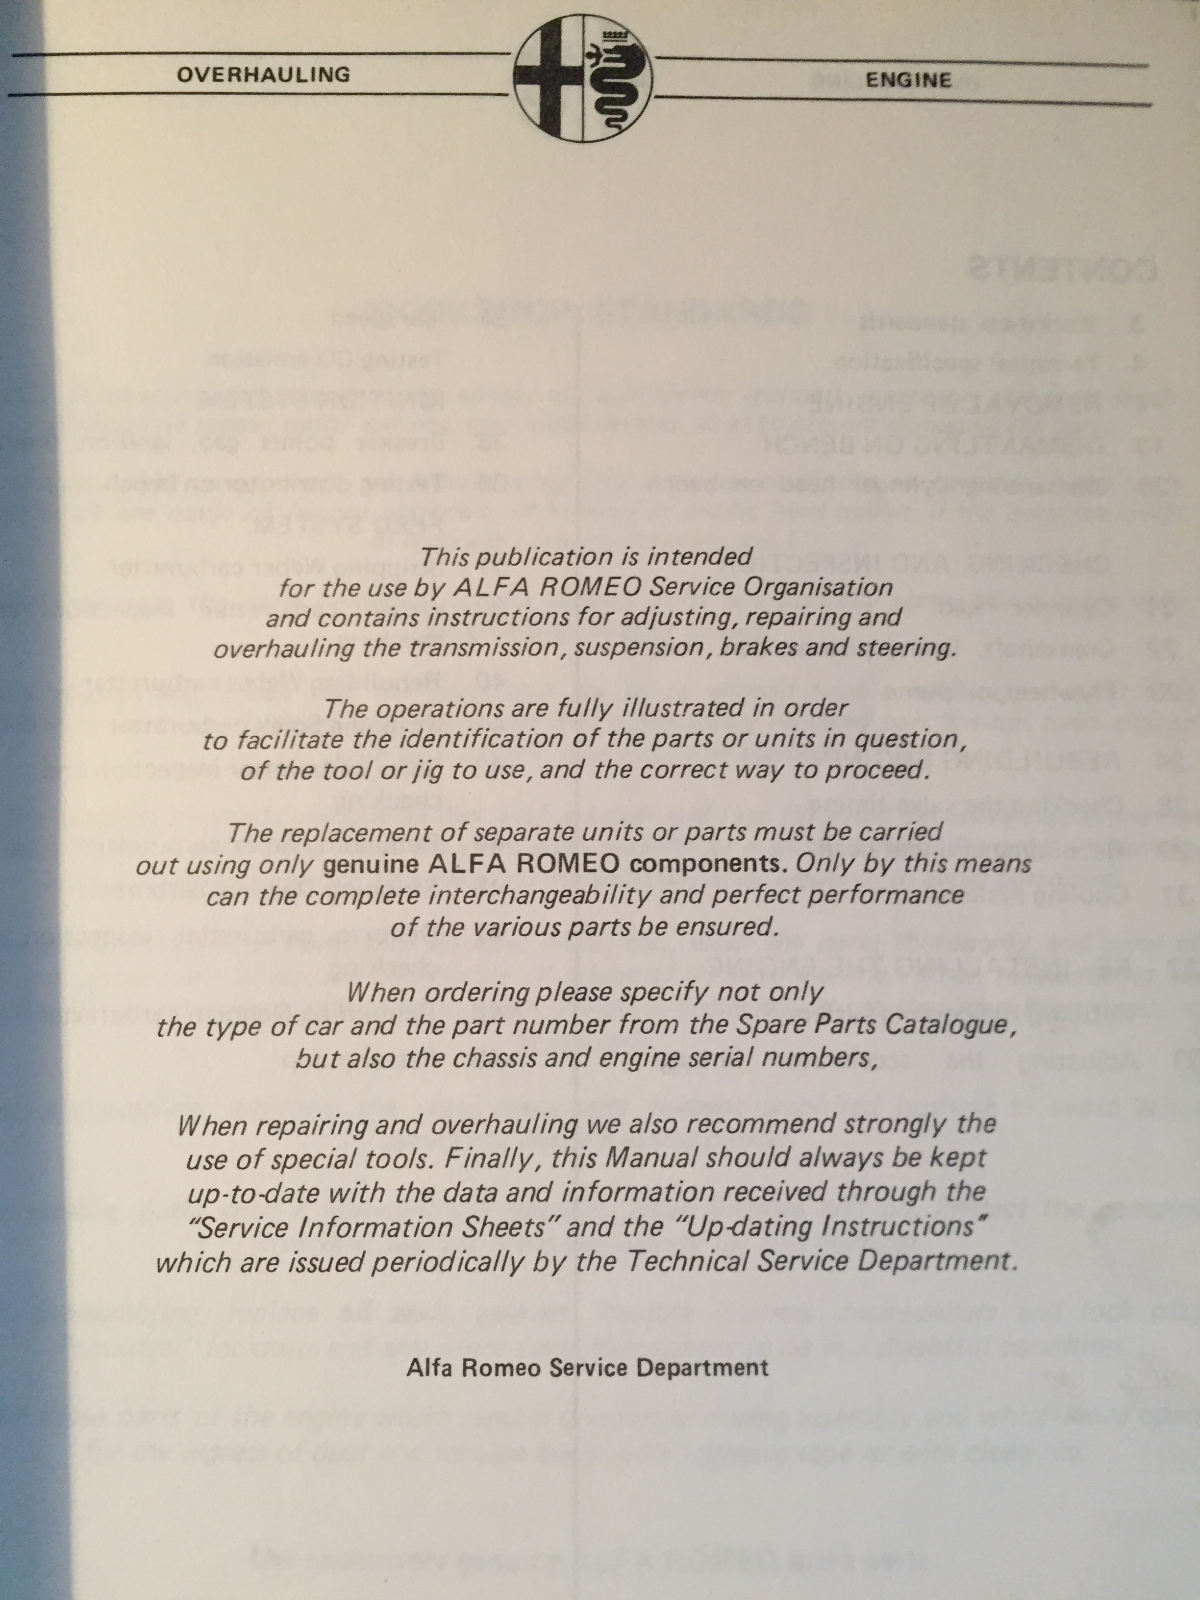 OVERHAULING
ENGINE
This publication is intended
for the use by ALFA ROMEO Service Organisation
and contains instructions for adjusting, repairing and
overhauling the transmission, suspension, brakes and steering.
The operations are fully illustrated in order
to facilitate the identification of the parts or units in question,
of the tool or jig to use, and the correct way to proceed.
The replacement of separate units or parts must be carried
out using only genuine ALFA ROMEO components. Only by this means
can the complete interchangeability and perfect performance
of the various parts be ensured.
When ordering please specify not only
the type of car and the part number from the Spare Parts Catalogue,
but also the chassis and engine serial numbers,
When repairing and overhauling we also recommend strongly the
use of special tools. Finally, this Manual should always be kept
up-to-date with the data and information received through the
"Service Information Sheets" and the "Up-dating Instructions"
which are issued periodically by the Technical Service Department.
Alfa Romeo Service Department